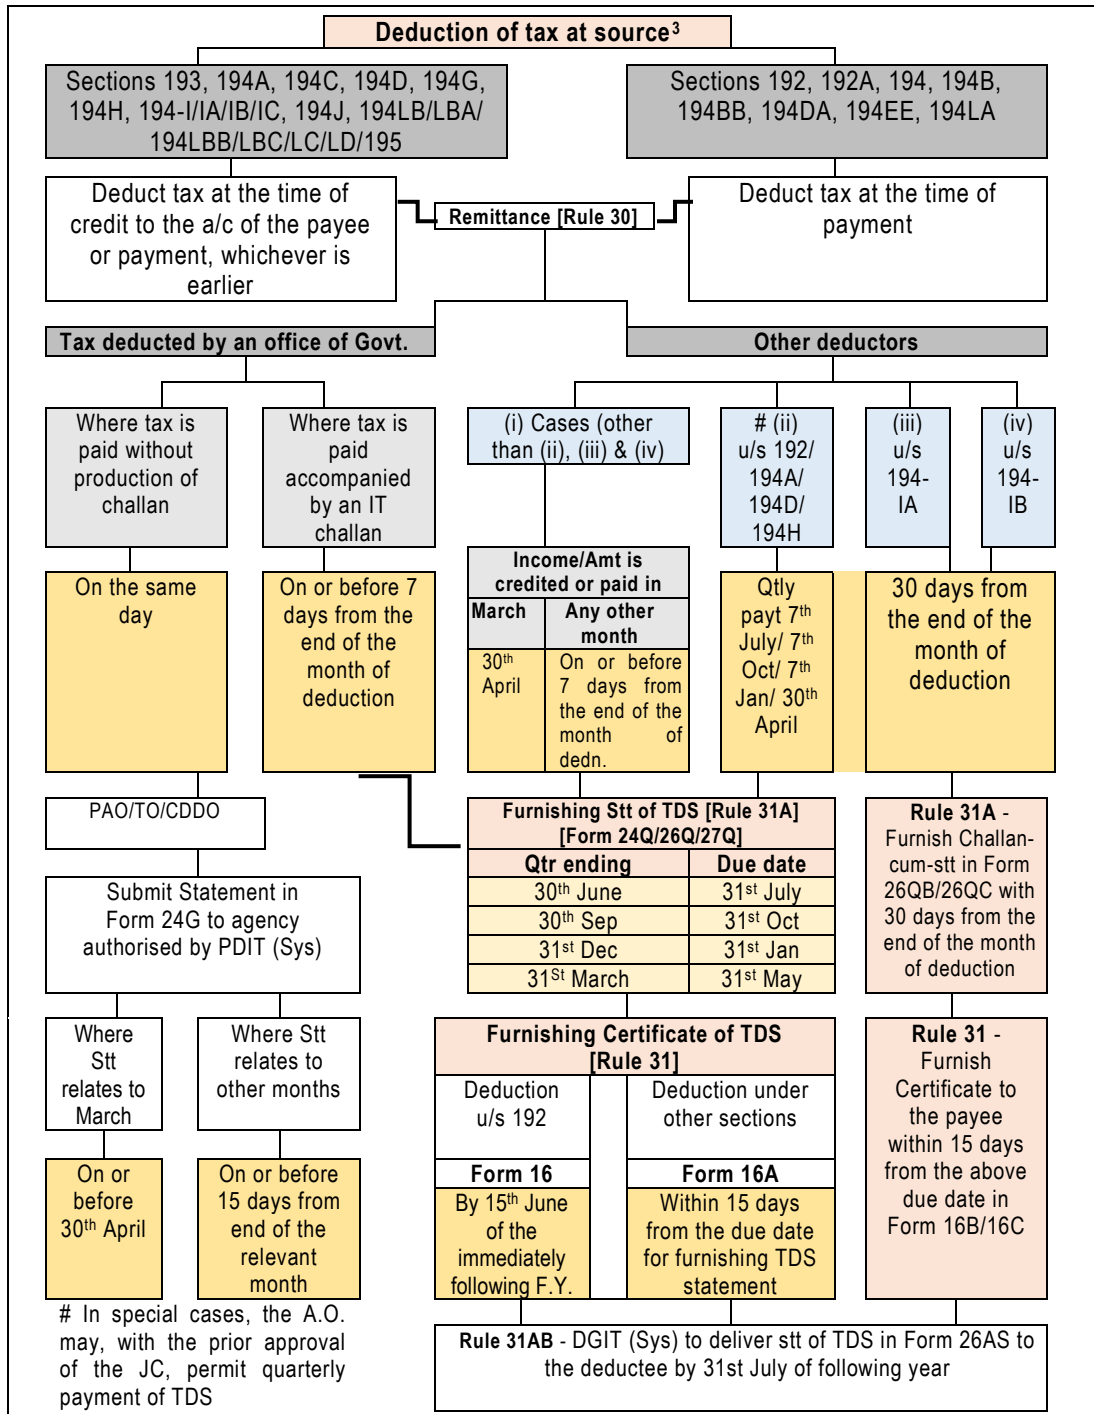 Deduction of tax at source3
Sections 193, 194A, 194C, 194D, 194G,
194H, 194-I/IA/IB/IC, 194J, 194LB/LBA/
194LBB/LBC/LC/LD/195
Sections 192, 192A, 194, 194B,
194BB, 194DA, 194EE, 194LA
Deduct tax at the time of
credit to the a/c of the payee
or payment, whichever is
earlier
Remittance [Rule 30]
Deduct tax at the time of
payment
Tax deducted by an office of Govt.
Other deductors
Where tax is
paid without
production of
challan
Where tax is
paid
accompanied
by an IT
challan
(i) Cases (other
than (ii), (iii) & (iv)
# (ii)
u/s 192/
194A/
194D/
194H
(iii)
u/s
194-
IA
(iv)
u/s
194-
IB
On the same
day
On or before 7
days from the
end of the
month of
deduction
Income/Amt is
credited or paid in
March
Any other
month
30th
April
On or before
7 days from
the end of the
month of
dedn.
Qtly
payt 7th
July/ 7th
Oct/ 7th
Jan/ 30th
April
30 days from
the end of the
month of
deduction
PAO/TO/CDDO
Submit Statement in
Form 24G to agency
authorised by PDIT (Sys)
Furnishing Stt of TDS [Rule 31A]
[Form 24Q/26Q/27Q]
Qtr ending Due date
30th June 31st July
30th Sep 31st Oct
31st Dec 31st Jan
31St March 31st May
Rule 31A -
Furnish Challan-
cum-stt in Form
26QB/26QC with
30 days from the
end of the month
of deduction
Where
Stt
relates to
March
Where Stt
relates to
other months
On or
before
30th April
On or before
15 days from
end of the
relevant
month
Furnishing Certificate of TDS
[Rule 31]
Deduction
u/s 192
Deduction under
other sections
Form 16
Form 16A
By 15th June
of the
immediately
following F.Y.
Within 15 days
from the due date
for furnishing TDS
statement
Rule 31 -
Furnish
Certificate to
the payee
within 15 days
from the above
due date in
Form 16B/16C
# In special cases, the A.O.
may, with the prior approval
of the JC, permit quarterly
payment of TDS
Rule 31AB - DGIT (Sys) to deliver stt of TDS in Form 26AS to
the deductee by 31st July of following year